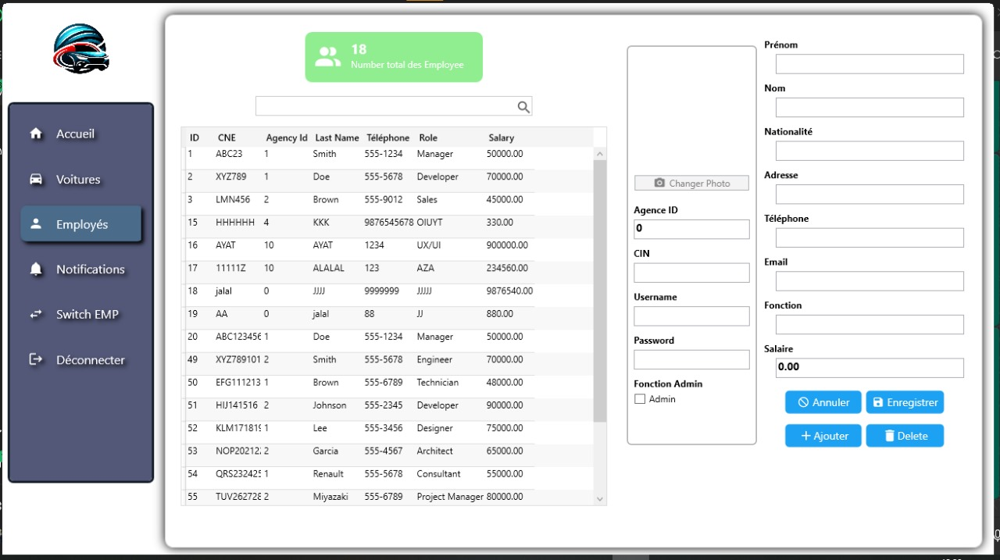 Accueil
Voitures
Employés
Notifications
Switch EMP
Déconnecter
18
Number total des Employee
ID CNE Agency Id Last Name Téléphone Role Salary
1 ABC23 1 Smith 555-1234 Manager 50000.00
2 XYZ789 1 Doe 555-5678 Developer 70000.00
3 LMN456 2 Brown 555-9012 Sales 45000.00
15 HHHHHH 4 KKK 9876545678 OIUYT 330.00
16 AYAT 10 AYAT 1234 UX/UI 900000.00
17 11111Z 10 ALALAL 123 AZA 234560.00
18 jalal 0 JJJJ 9999999 JJJJJ 9876540.00
19 AA 0 jalal 88 JJ 880.00
20 ABC123456 1 Doe 555-1234 Manager 50000.00
49 XYZ789101 2 Smith 555-5678 Engineer 70000.00
50 EFG111213 1 Brown 555-6789 Technician 48000.00
51 HIJ141516 2 Johnson 555-2345 Developer 90000.00
52 KLM171819 1 Lee 555-3456 Designer 75000.00
53 NOP202122 2 Garcia 555-4567 Architect 65000.00
54 QRS232425 1 Renault 555-5678 Consultant 55000.00
55 TUV262728 2 Miyazaki 555-6789 Project Manager 80000.00
Changer Photo
Agence ID
0
CIN
Username
Password
Fonction Admin
Admin
Prénom
Nom
Nationalité
Adresse
Téléphone
Email
Fonction
Salaire
0.00
Annuler
Enregistrer
Ajouter
Delete